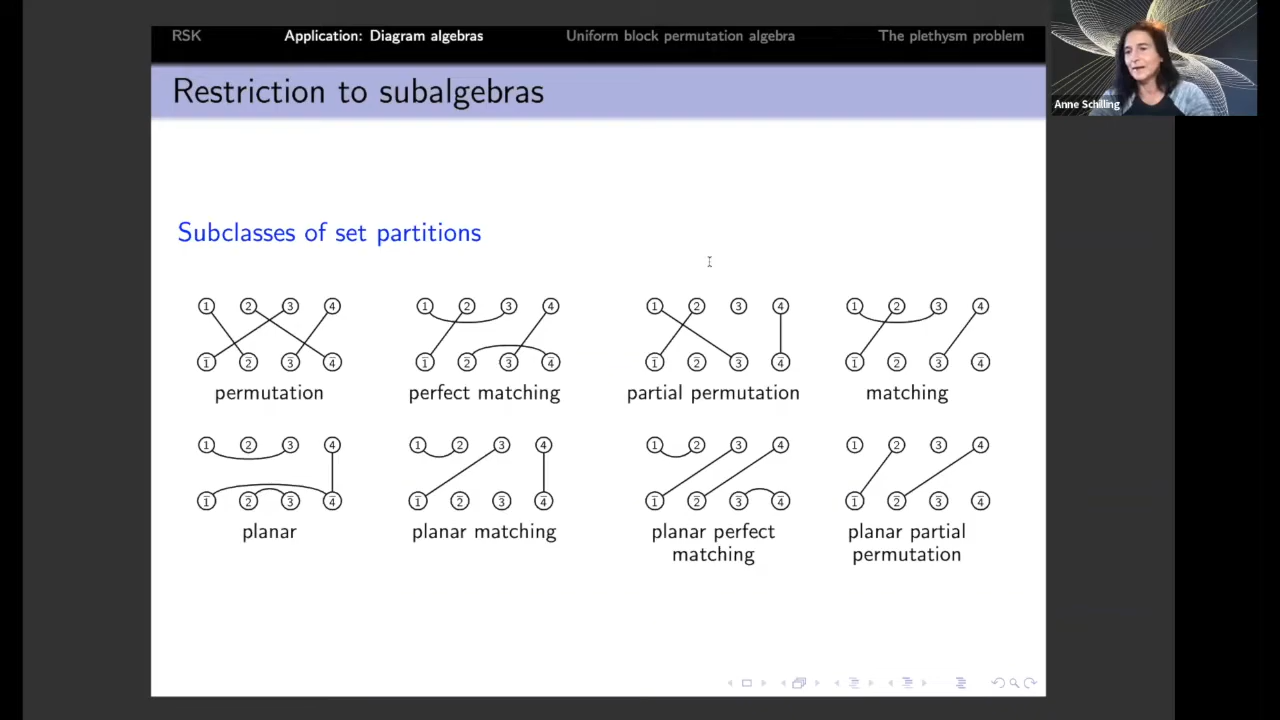 RSK Application: Diagram algebras Uniform block permutation algebra The plethysm problem
Restriction to subalgebras
Anne Schilling
Subclasses of set partitions
1 2 3 4 1 2 3 4 1 2 3 4 1 2 3 4
1̄ 2̄ 3̄ 4̄ 1̄ 2̄ 3̄ 4̄ 1̄ 2̄ 3̄ 4̄ 1̄ 2̄ 3̄ 4̄
permutation perfect matching partial permutation matching
1 2 3 4 1 2 3 4 1 2 3 4 1 2 3 4
1̄ 2̄ 3̄ 4̄ 1̄ 2̄ 3̄ 4̄ 1̄ 2̄ 3̄ 4̄ 1̄ 2̄ 3̄ 4̄
planar planar matching planar perfect planar partial
matching permutation